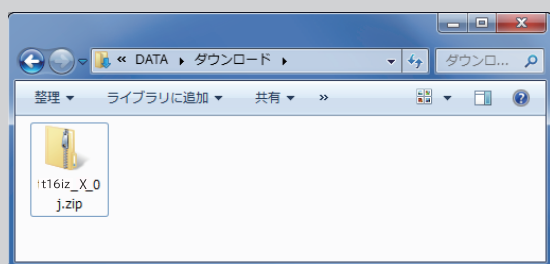 « DATA ▸ ダウンロード ▸
ダウンロ...
整理 ▼ ライブラリに追加 ▼ 共有 ▼ »
t16iz_X_0
j.zip